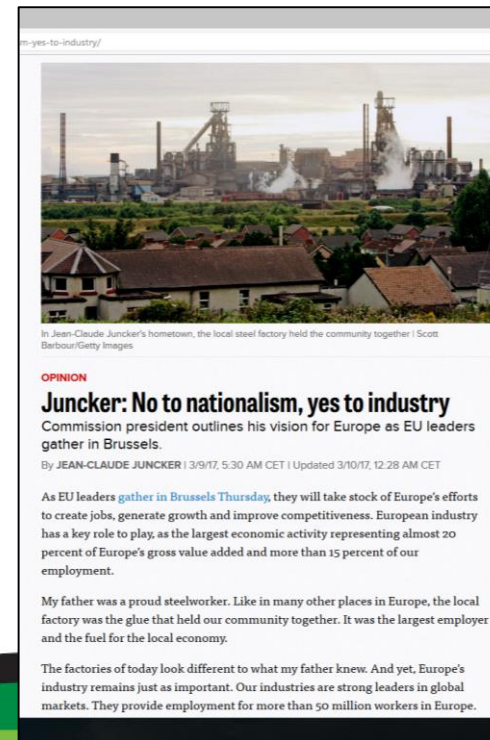 m-yes-to-industry/
In Jean-Claude Juncker's hometown, the local steel factory held the community together | Scott
Barbour/Getty Images
OPINION
Juncker: No to nationalism, yes to industry
Commission president outlines his vision for Europe as EU leaders
gather in Brussels.
By JEAN-CLAUDE JUNCKER | 3/9/17, 5:30 AM CET | Updated 3/10/17, 12:28 AM CET
As EU leaders gather in Brussels Thursday, they will take stock of Europe's efforts
to create jobs, generate growth and improve competitiveness. European industry
has a key role to play, as the largest economic activity representing almost 20
percent of Europe's gross value added and more than 15 percent of our
employment.
My father was a proud steelworker. Like in many other places in Europe, the local
factory was the glue that held our community together. It was the largest employer
and the fuel for the local economy.
The factories of today look different to what my father knew. And yet, Europe's
industry remains just as important. Our industries are strong leaders in global
markets. They provide employment for more than 50 million workers in Europe.